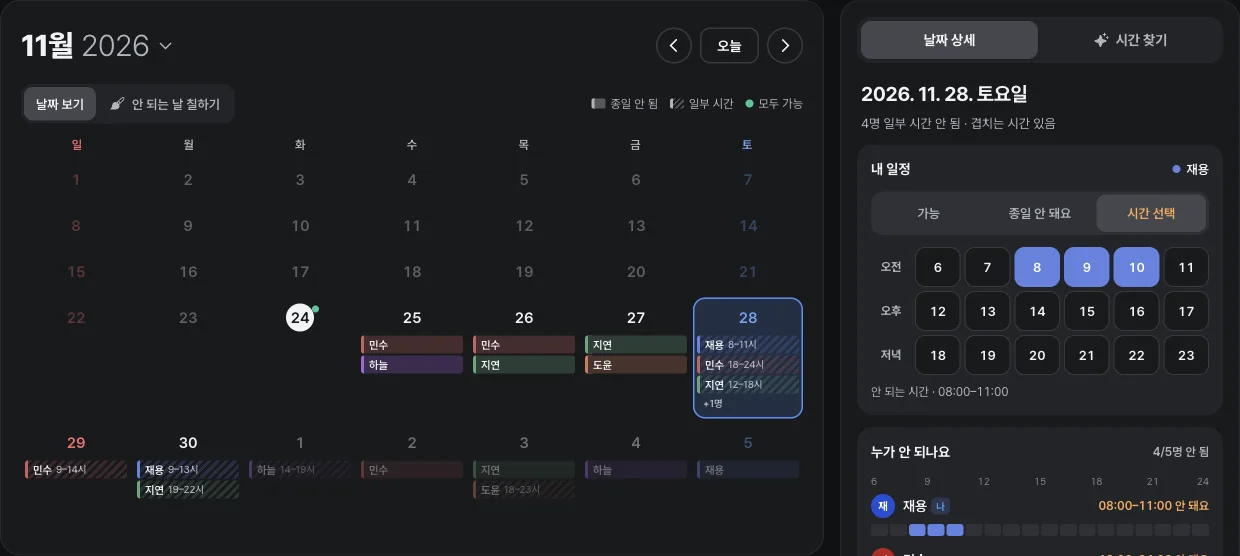 11월 2026
오늘
날짜 보기
안 되는 날 칠하기
종일 안 됨
일부 시간
모두 가능
일 월 화 수 목 금 토
1 2 3 4 5 6 7
8 9 10 11 12 13 14
15 16 17 18 19 20 21
22 23 24 25 26 27 28
민수 민수 지연 재용 8–11시
하늘 지연 도윤 민수 18–24시
지연 12–18시
+1명
29 30 1 2 3 4 5
민수 9–14시 재용 9–13시 하늘 14–19시 민수 지연 하늘 재용
지연 19–22시 도윤 18–23시
날짜 상세
시간 찾기
2026. 11. 28. 토요일
4명 일부 시간 안 됨 · 겹치는 시간 있음
내 일정
재용
가능
종일 안 돼요
시간 선택
오전 6 7 8 9 10 11
오후 12 13 14 15 16 17
저녁 18 19 20 21 22 23
안 되는 시간 · 08:00–11:00
누가 안 되나요
4/5명 안 됨
6 9 12 15 18 21 24
재 재용 나 08:00–11:00 안 돼요